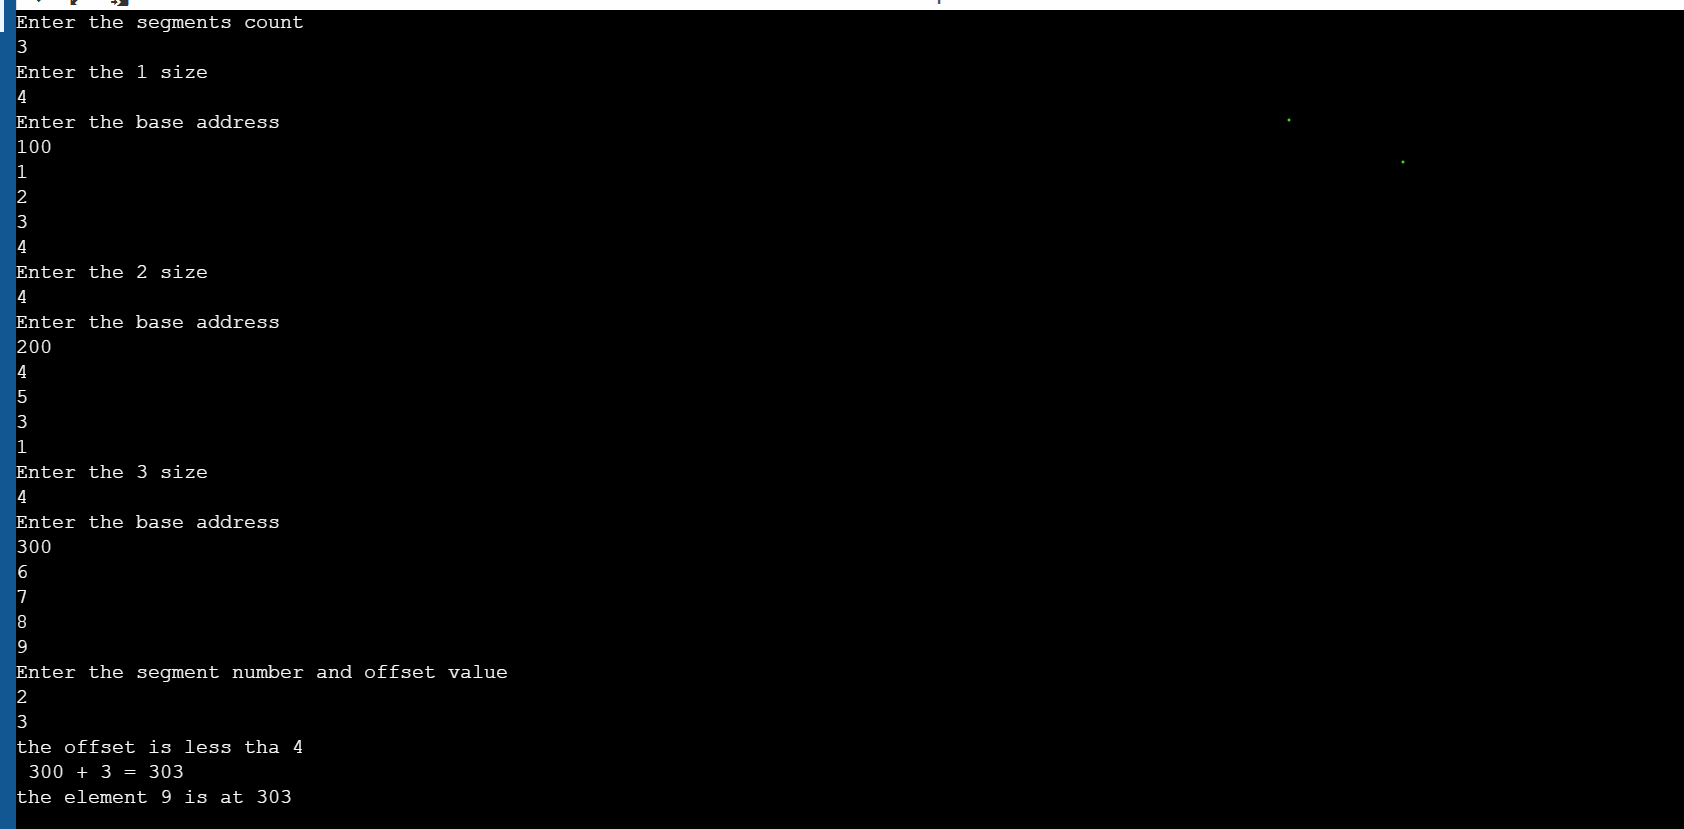 Enter the segments count
3
Enter the 1 size
4
Enter the base address
100
1
2
3
4
Enter the 2 size
4
Enter the base address
200
4
5
3
1
Enter the 3 size
4
Enter the base address
300
6
7
8
9
Enter the segment number and offset value
2
3
the offset is less tha 4
 300 + 3 = 303
the element 9 is at 303